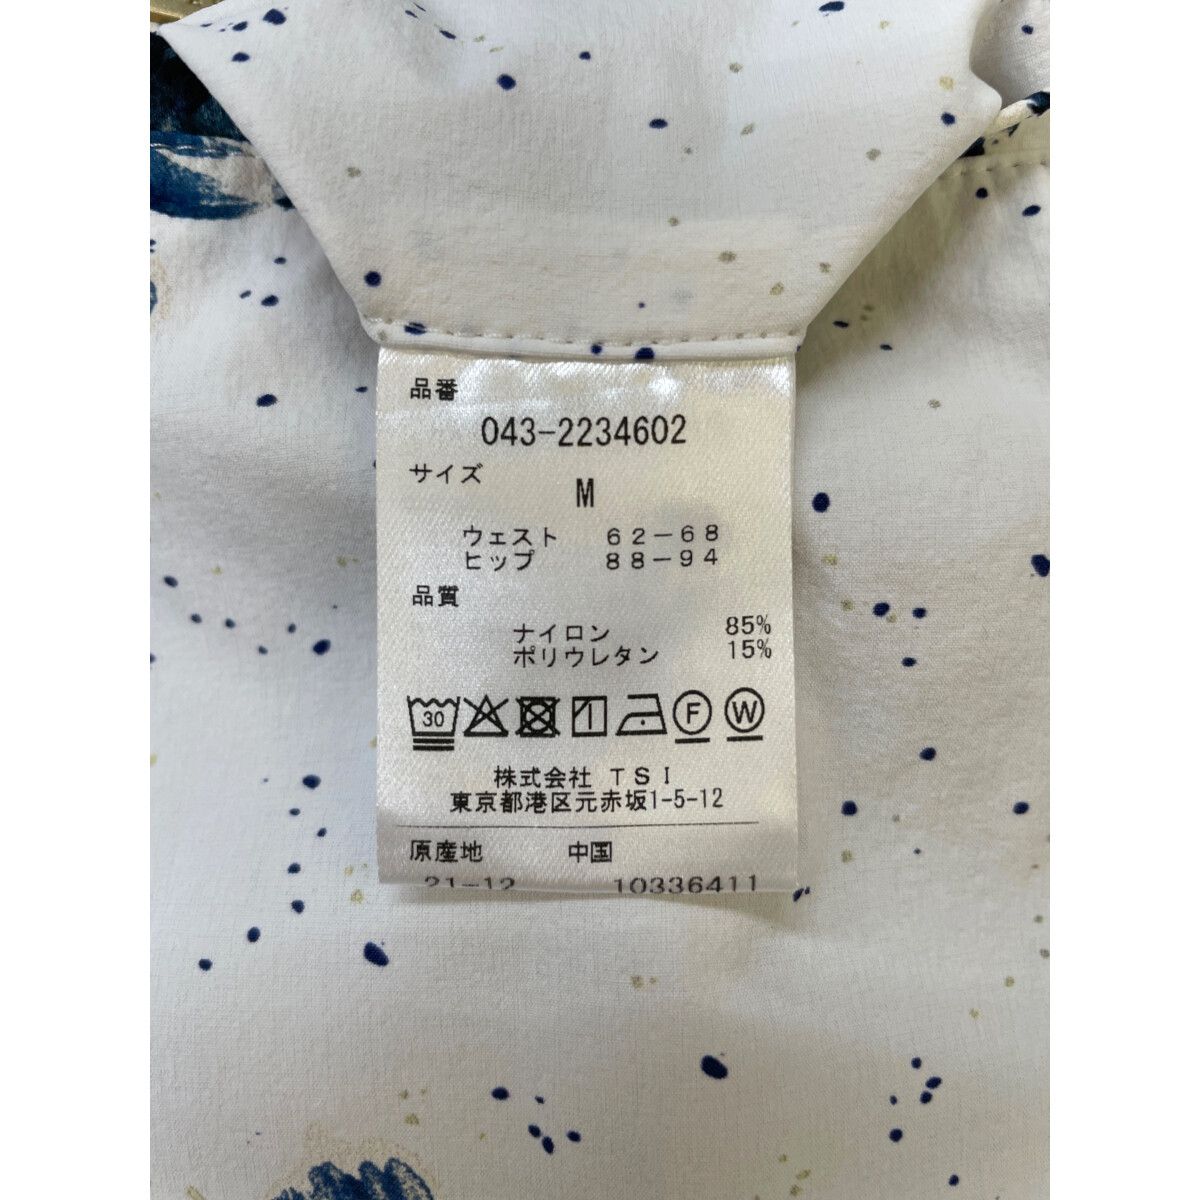 品番
043-2234602
サイズ
M
ウェスト 62-68
ヒップ 88-94
品質
ナイロン 85%
ポリウレタン 15%
30 F W
株式会社 TSI
東京都港区元赤坂1-5-12
原産地 中国
21-12 10336411